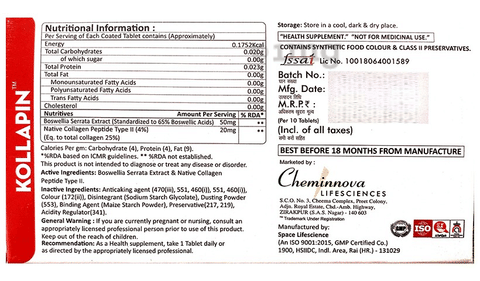 KOLLAPIN™
Nutritional Information :
Per Serving of Each Coated Tablet contains (Approximately)
Energy 0.1752Kcal
Total Carbohydrates 0.020g
of which sugar 0.00g
Total Protein 0.023g
Total Fat 0.00g
Monounsaturated Fatty Acids 0.00g
Polyunsaturated Fatty Acids 0.00g
Trans Fatty Acids 0.00g
Cholesterol 0.00g
Nutritives Amount Per Serving % RDA*
Boswellia Serrata Extract (Standardized to 65% Boswellic Acids) 50mg **
Native Collagen Peptide Type II (4%) 20mg **
(Eq. to total collagen 25%)
Calories Per gm: Carbohydrate (4), Protein (4), Fat (9).
*%RDA based on ICMR guidelines. ** %RDA not established.
This product is not intended to diagnose or treat any disease or disorder.
Active Ingredients: Boswellia Serrata Extract & Native Collagen
Peptide Type II.
Inactive Ingredients: Anticaking agent (470(iii), 551, 460(i)), 551, 460(i),
Colour (172(ii)), Disintegrant (Sodium Starch Glycolate), Dusting Powder
(553), Binding Agent (Maize Starch Powder), Preservative(217, 219),
Acidity Regulator(341).
General Warning : If you are currently pregnant or nursing, consult an
appropriately licensed professional person prior to use of this product.
Keep out of the reach of children.
Recommendation: As a Health supplement, take 1 Tablet daily or
as directed by the appropriately licensed professional.
Storage: Store in a cool, dark & dry place.
"HEALTH SUPPLEMENT." "NOT FOR MEDICINAL USE."
CONTAINS SYNTHETIC FOOD COLOUR & CLASS II PRESERVATIVES.
fssai Lic No. 10018064001589
Batch No.:
Mfg. Date:
M.R.P.₹ :
(Per 10 Tablets)
(Incl. of all taxes)
BEST BEFORE 18 MONTHS FROM MANUFACTURE
Marketed by :
Cheminnova
LIFESCIENCES
S.C.O. No. 3, Cheema Complex, Preet Colony,
Adjo. Royal Estate, Chd.-Amb. Highway,
ZIRAKPUR (S.A.S. Nagar) - 140 603
™ Trademark Under Registration
Manufactured by:
Space Lifescience
(An ISO 9001:2015, GMP Certified Co.)
1900, HSIIDC, Ind. Area, Rai (HR.) - 131029
ISO
GMP